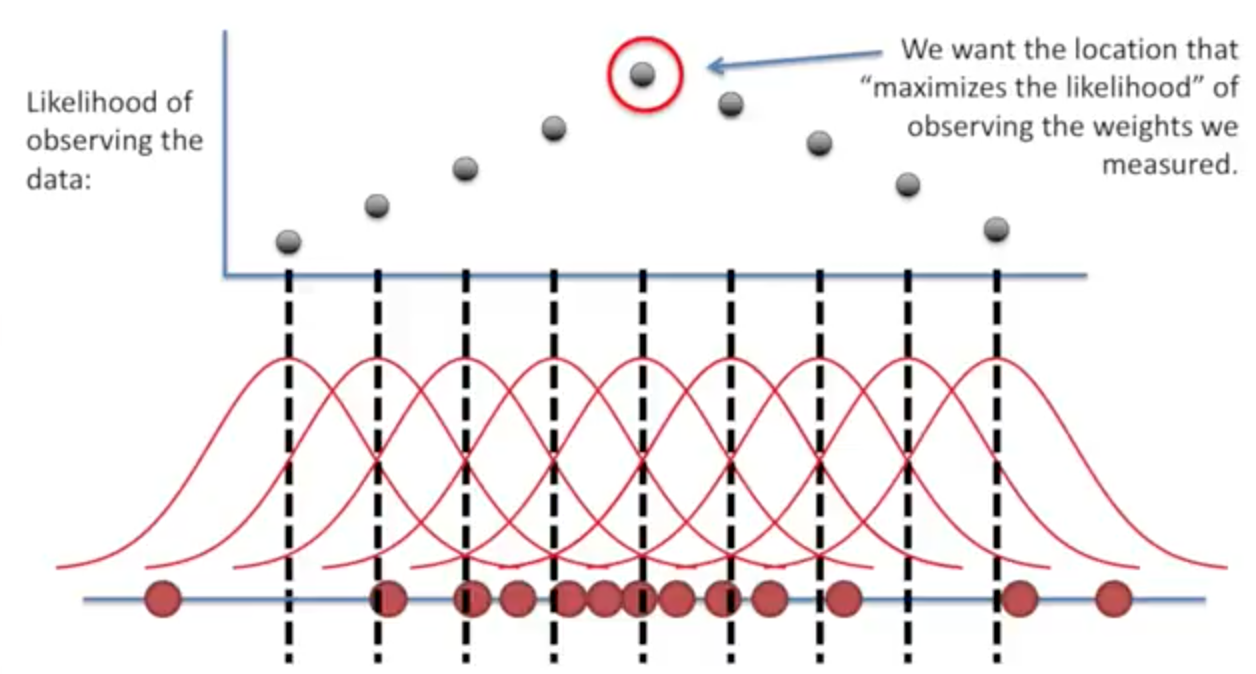 Likelihood of
observing the
data:
We want the location that
“maximizes the likelihood” of
observing the weights we
measured.